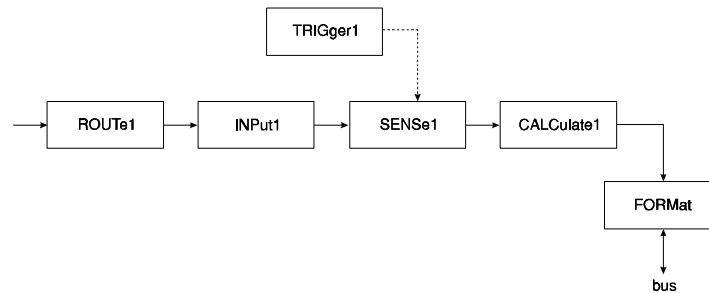 TRIGger1
ROUTe1
INPut1
SENSe1
CALCulate1
FORMat
bus